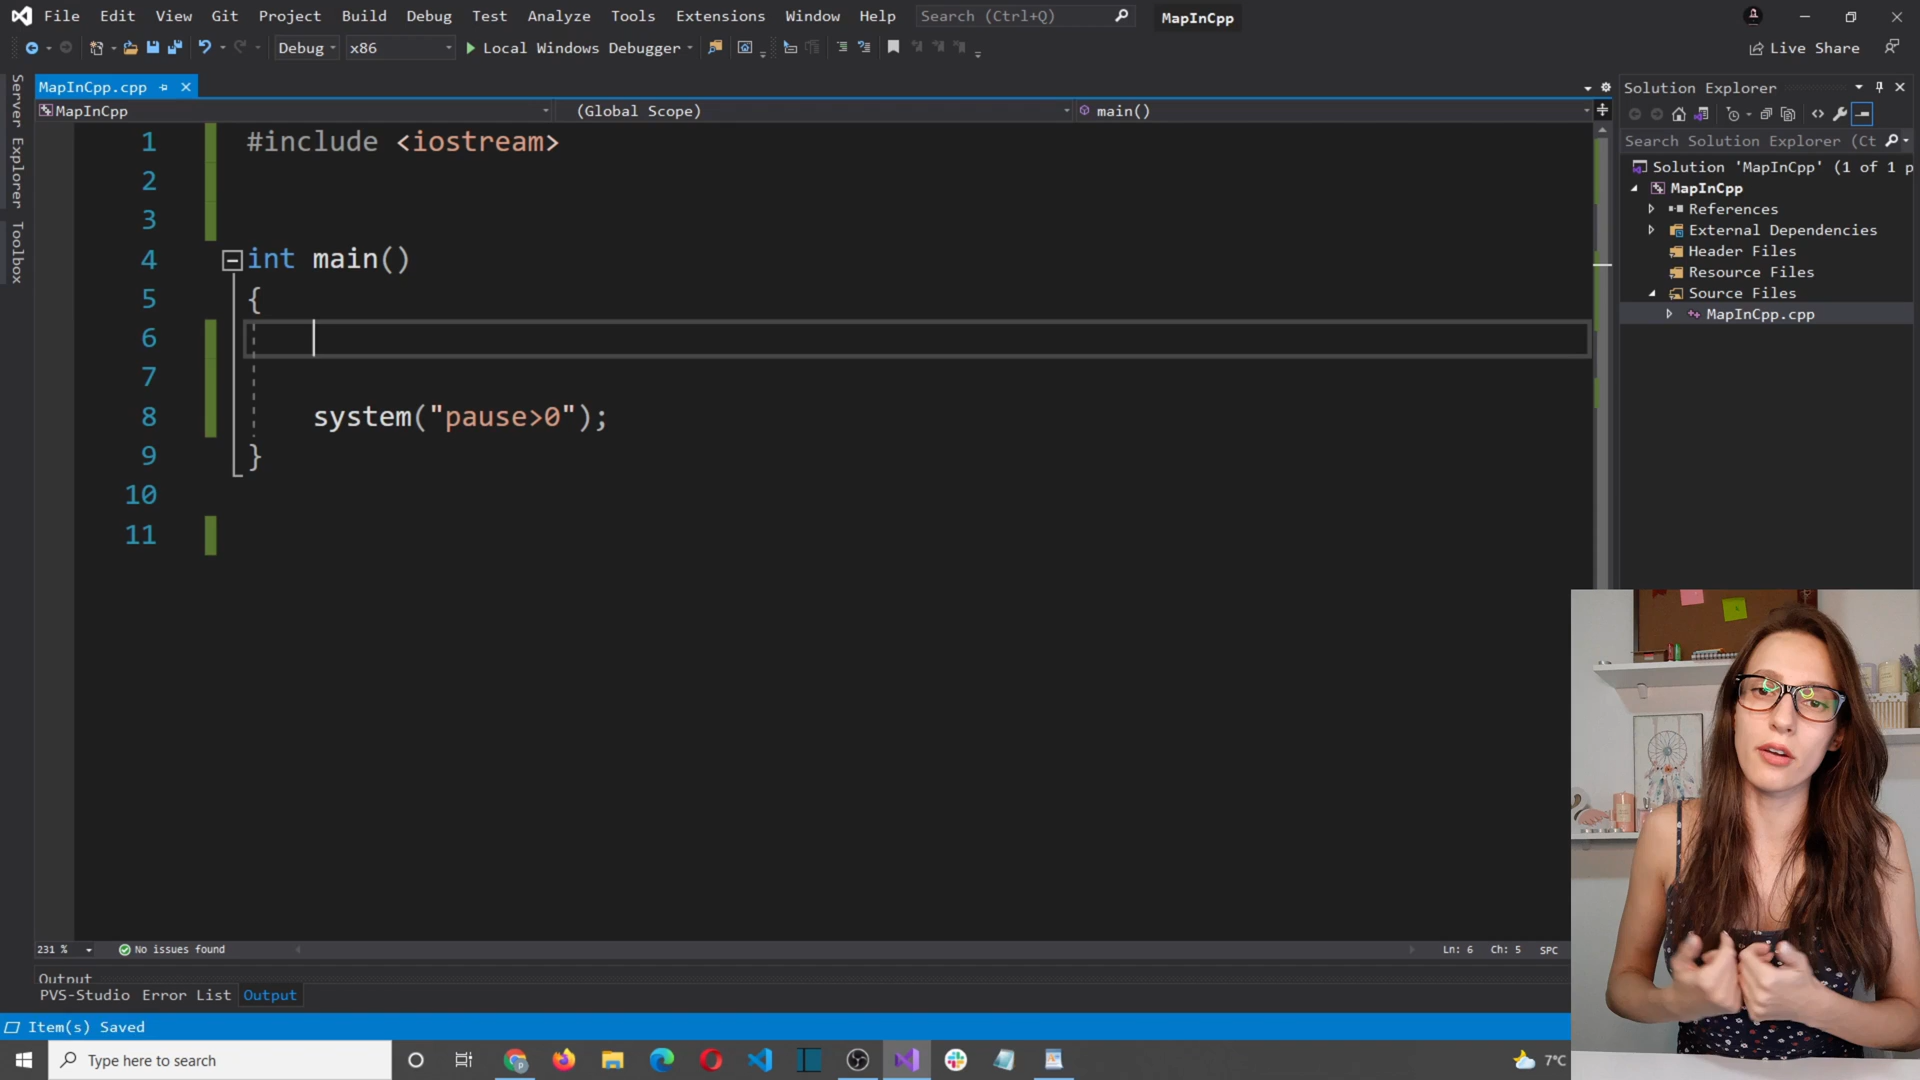 File Edit View Git Project Build Debug Test Analyze Tools Extensions Window Help Search (Ctrl+Q) MapInCpp
Debug x86 Local Windows Debugger Live Share
Server Explorer
Toolbox
MapInCpp.cpp
MapInCpp (Global Scope) main()
1 #include <iostream>
2
3
4 int main()
5 {
6
7
8 system("pause>0");
9 }
10
11
Solution Explorer
Search Solution Explorer (Ct
Solution 'MapInCpp' (1 of 1 p
MapInCpp
References
External Dependencies
Header Files
Resource Files
Source Files
MapInCpp.cpp
231 % No issues found Ln: 6 Ch: 5 SPC
Output
PVS-Studio Error List Output
Item(s) Saved
Type here to search 7°C